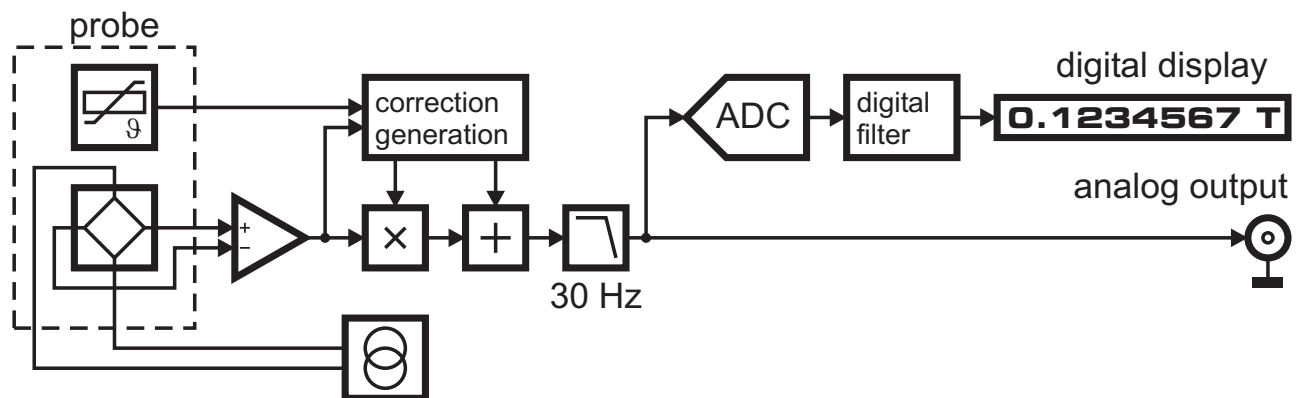 probe
ϑ
correction
generation
+
−
×
+
30 Hz
ADC
digital
filter
digital display
0.1234567 T
analog output